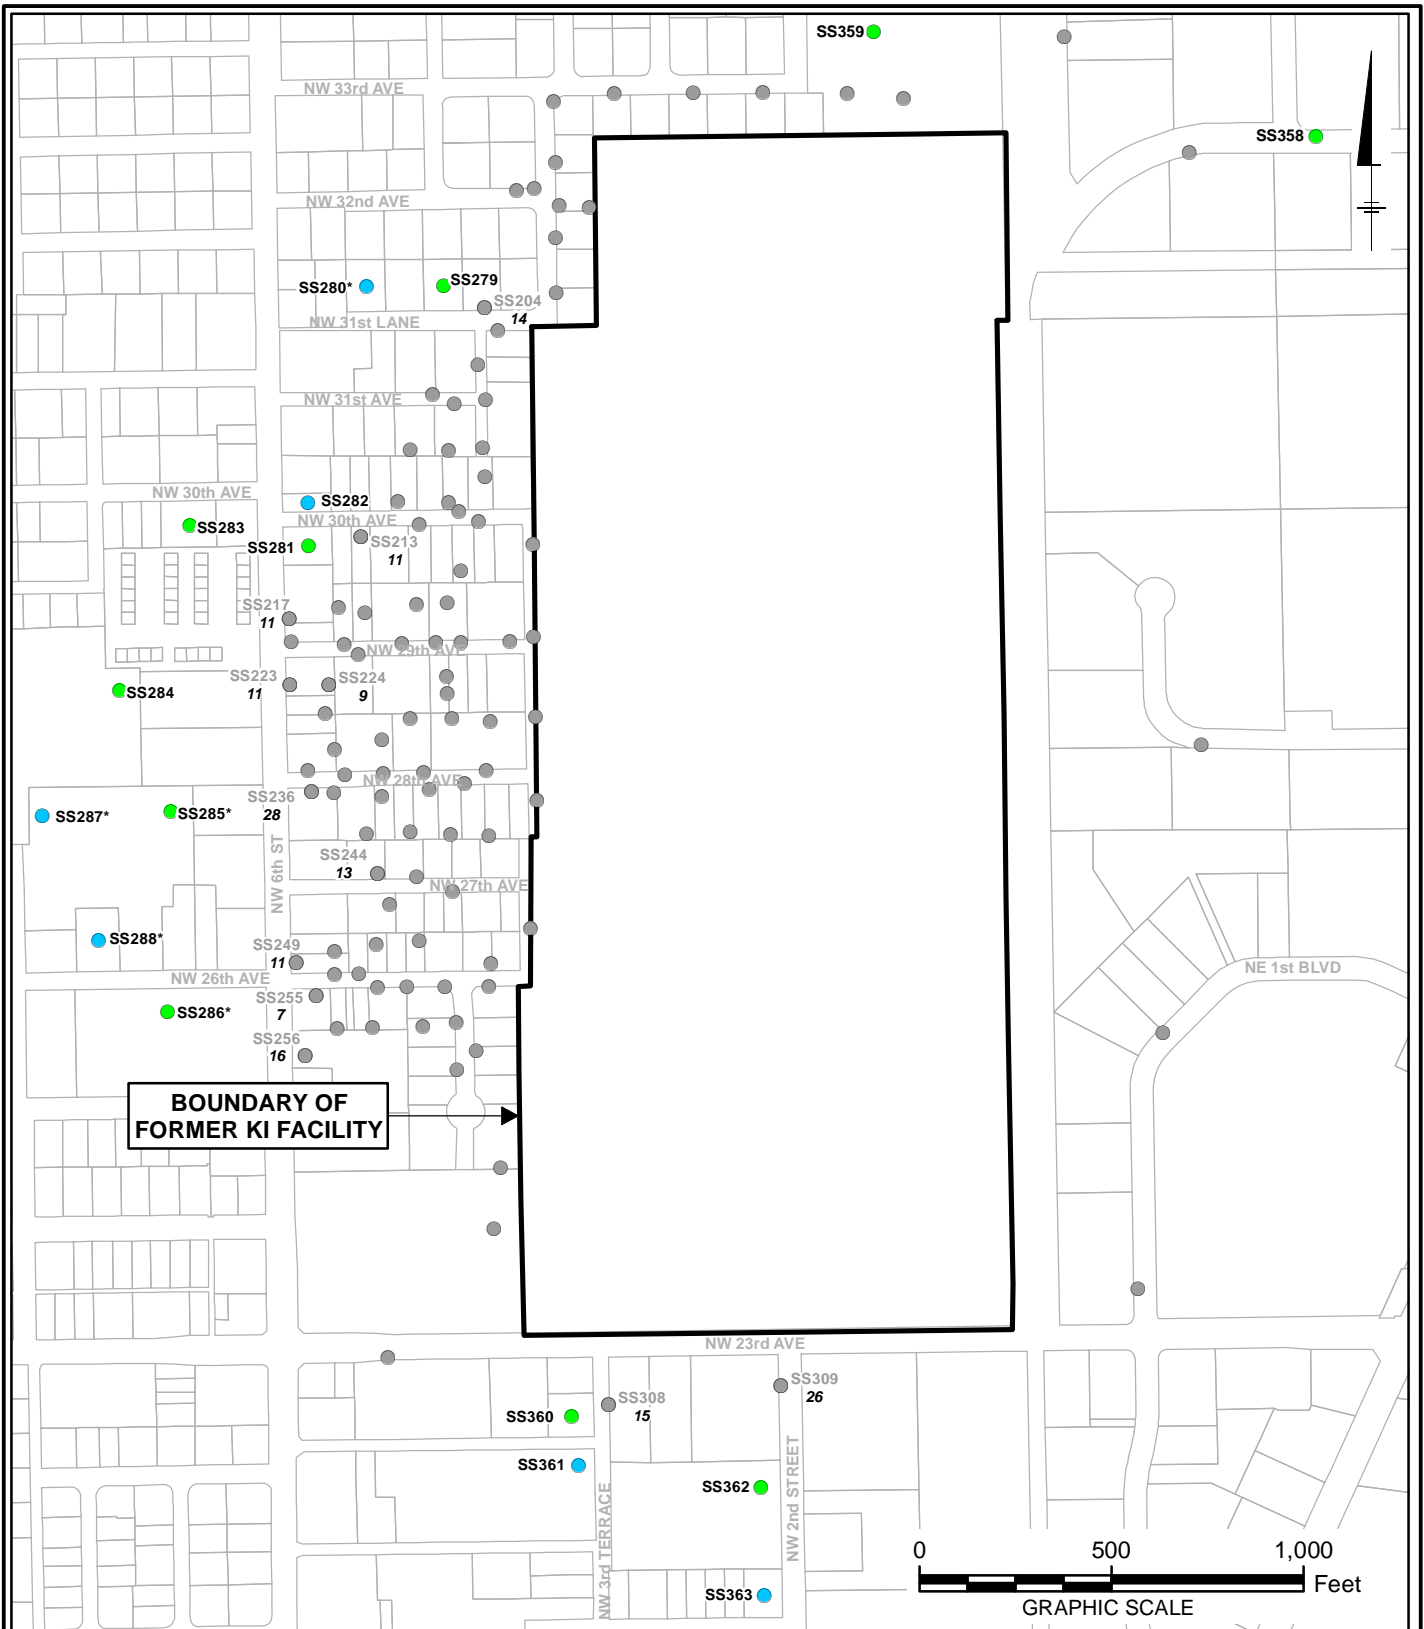 SS359
NW 33rd AVE
SS358
NW 32nd AVE
SS280*
SS279
SS204
14
NW 31st LANE
NW 31st AVE
NW 30th AVE
SS282
SS283
NW 30th AVE
SS281
SS213
11
SS217
11
NW 29th AVE
SS223
11
SS224
9
SS284
NW 28th AVE
SS236
28
SS287*
SS285*
NW 6th ST
SS244
13
NW 27th AVE
SS288*
SS249
11
NW 26th AVE
NE 1st BLVD
SS255
7
SS286*
SS256
16
BOUNDARY OF
FORMER KI FACILITY
NW 23rd AVE
SS309
26
SS308
15
SS360
SS361
NW 2nd STREET
SS362
NW 3rd TERRACE
SS363
0 500 1,000
Feet
GRAPHIC SCALE